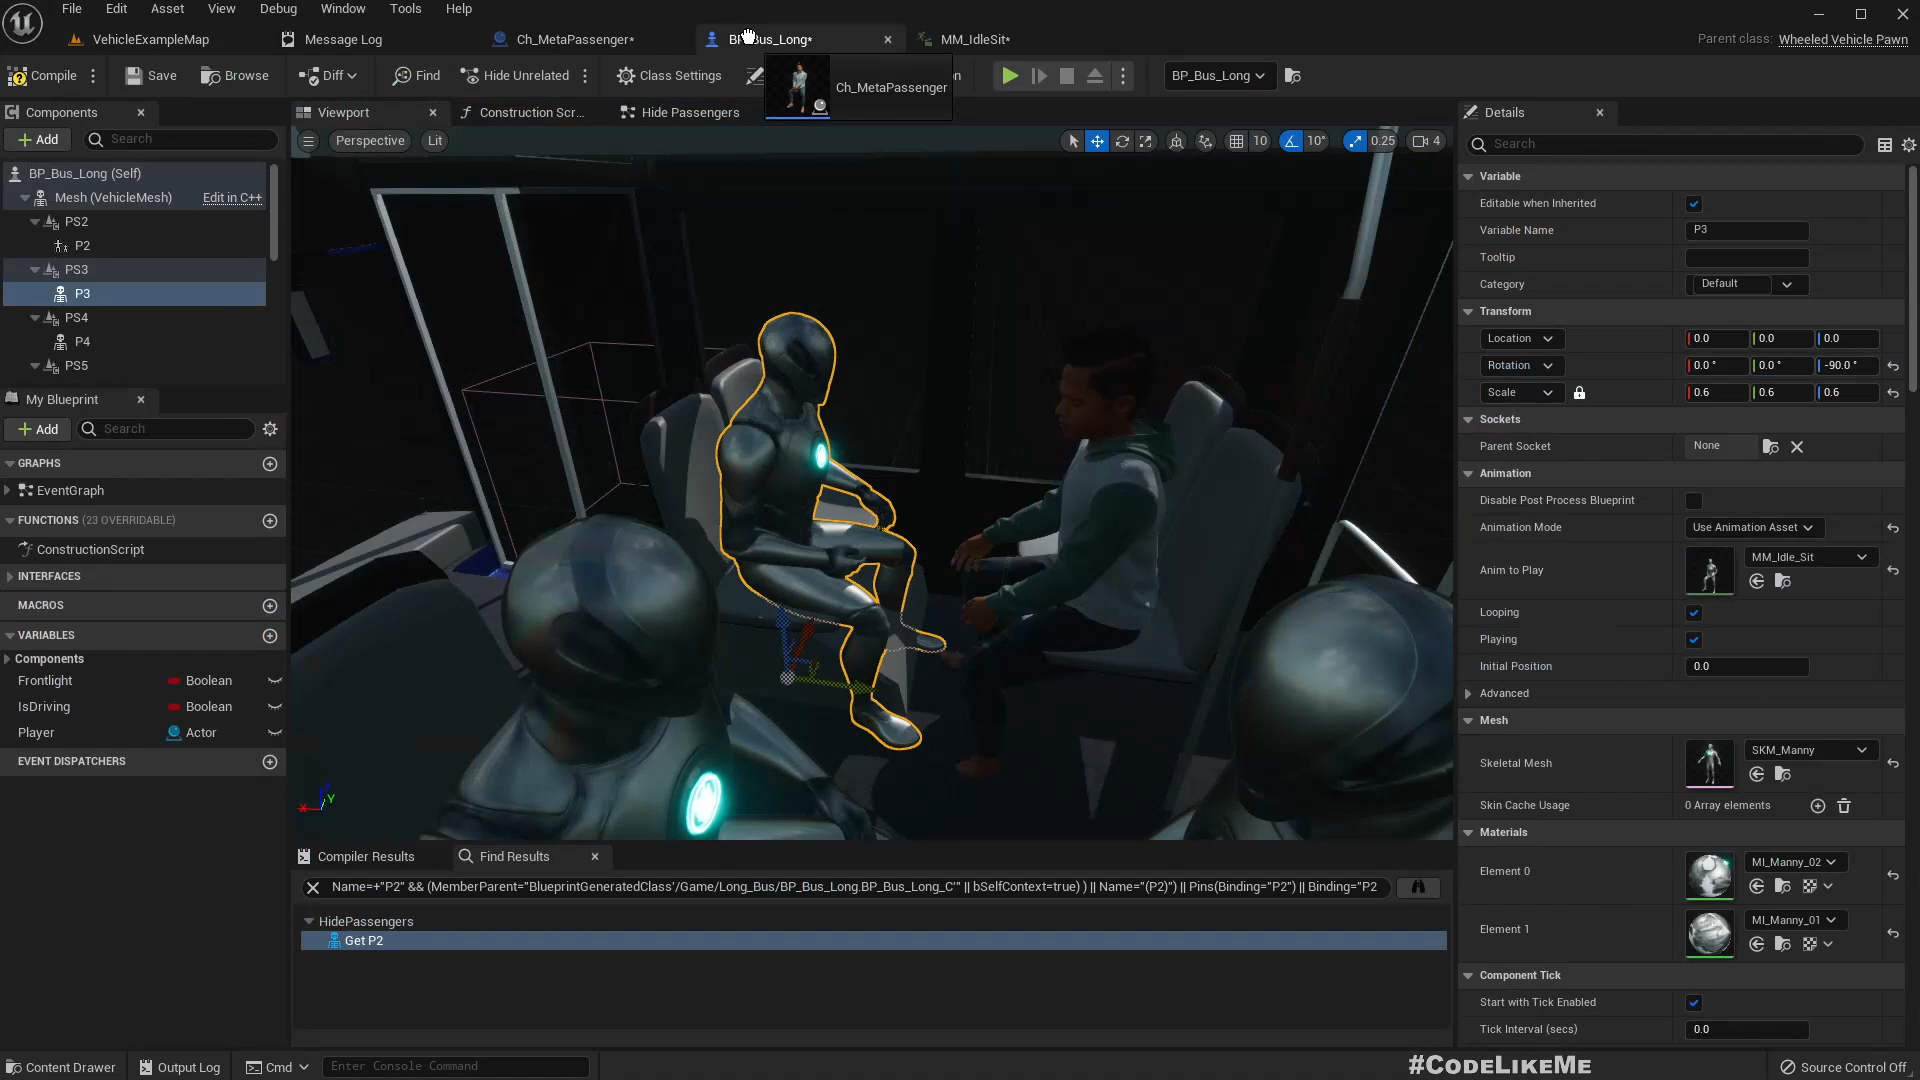 File Edit Asset View Debug Window Tools Help
VehicleExampleMap Message Log Ch_MetaPassenger* BP_Bus_Long* MM_IdleSit* Parent class: Wheeled Vehicle Pawn
Compile Save Browse Diff Find Hide Unrelated Class Settings BP_Bus_Long
Ch_MetaPassenger
Components Viewport Construction Scr... Hide Passengers Details
Add Search Perspective Lit 10 10° 0.25 4 Search
BP_Bus_Long (Self)
Mesh (VehicleMesh) Edit in C++
PS2
P2
PS3
P3
PS4
P4
PS5
My Blueprint
Add Search
GRAPHS
EventGraph
FUNCTIONS (23 OVERRIDABLE)
ConstructionScript
INTERFACES
MACROS
VARIABLES
Components
Frontlight Boolean
IsDriving Boolean
Player Actor
EVENT DISPATCHERS
X Y
Variable
Editable when Inherited
Variable Name P3
Tooltip
Category Default
Transform
Location 0.0 0.0 0.0
Rotation 0.0 ° 0.0 ° -90.0 °
Scale 0.6 0.6 0.6
Sockets
Parent Socket None
Animation
Disable Post Process Blueprint
Animation Mode Use Animation Asset
Anim to Play MM_Idle_Sit
Looping
Playing
Initial Position 0.0
Advanced
Mesh
Skeletal Mesh SKM_Manny
Skin Cache Usage 0 Array elements
Materials
Element 0 MI_Manny_02
Element 1 MI_Manny_01
Component Tick
Start with Tick Enabled
Tick Interval (secs) 0.0
Compiler Results Find Results
Name=+"P2" && (MemberParent="BlueprintGeneratedClass'/Game/Long_Bus/BP_Bus_Long.BP_Bus_Long_C'" || bSelfContext=true) ) || Name="(P2)") || Pins(Binding="P2") || Binding="P2
HidePassengers
Get P2
Content Drawer Output Log Cmd Enter Console Command #CodeLikeMe Source Control Off